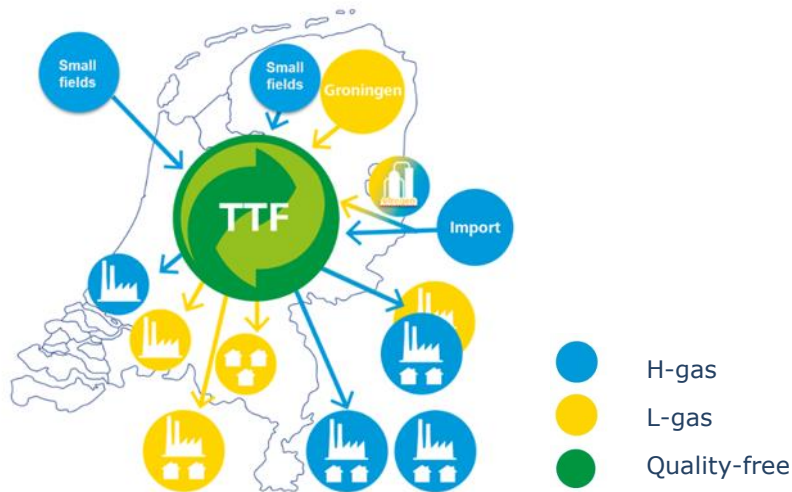 Small
fields
Small
fields
Groningen
TTF
Import
H-gas
L-gas
Quality-free